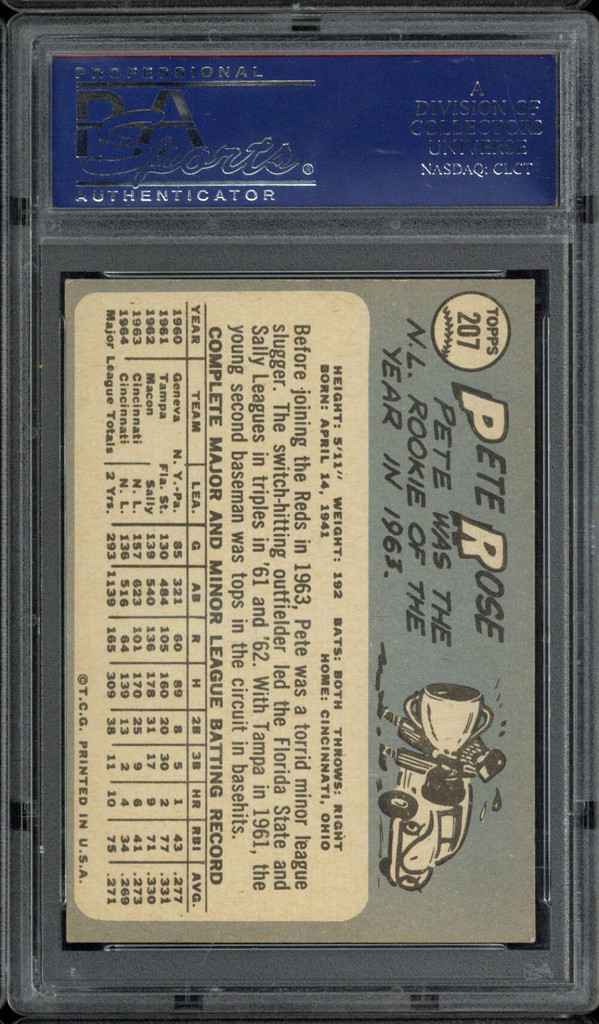 PROFESSIONAL
PSA
Sports®
AUTHENTICATOR
A
DIVISION OF
COLLECTORS
UNIVERSE
NASDAQ: CLCT
TOPPS
207
PETE ROSE
PETE WAS THE
N.L. ROOKIE OF THE
YEAR IN 1963.
HEIGHT: 5'11" WEIGHT: 192 BATS: BOTH THROWS: RIGHT
BORN: APRIL 14, 1941 HOME: CINCINNATI, OHIO
Before joining the Reds in 1963, Pete was a torrid minor league
slugger. The switch-hitting outfielder led the Florida State and
Sally Leagues in triples in '61 and '62. With Tampa in 1961, the
young second baseman was tops in the circuit in basehits.
COMPLETE MAJOR AND MINOR LEAGUE BATTING RECORD
YEAR TEAM LEA. G AB R H 2B 3B HR RBI AVG.
1960 Geneva N. Y.-Pa. 85 321 60 89 8 5 1 43 .277
1961 Tampa Fla. St. 130 484 105 160 20 30 2 77 .331
1962 Macon Sally 139 540 136 178 31 17 9 71 .330
1963 Cincinnati N. L. 157 623 101 170 25 9 6 41 .273
1964 Cincinnati N. L. 136 516 64 139 13 2 4 34 .269
Major League Totals 2 Yrs. 293 1139 165 309 38 11 10 75 .271
©T.C.G. PRINTED IN U.S.A.